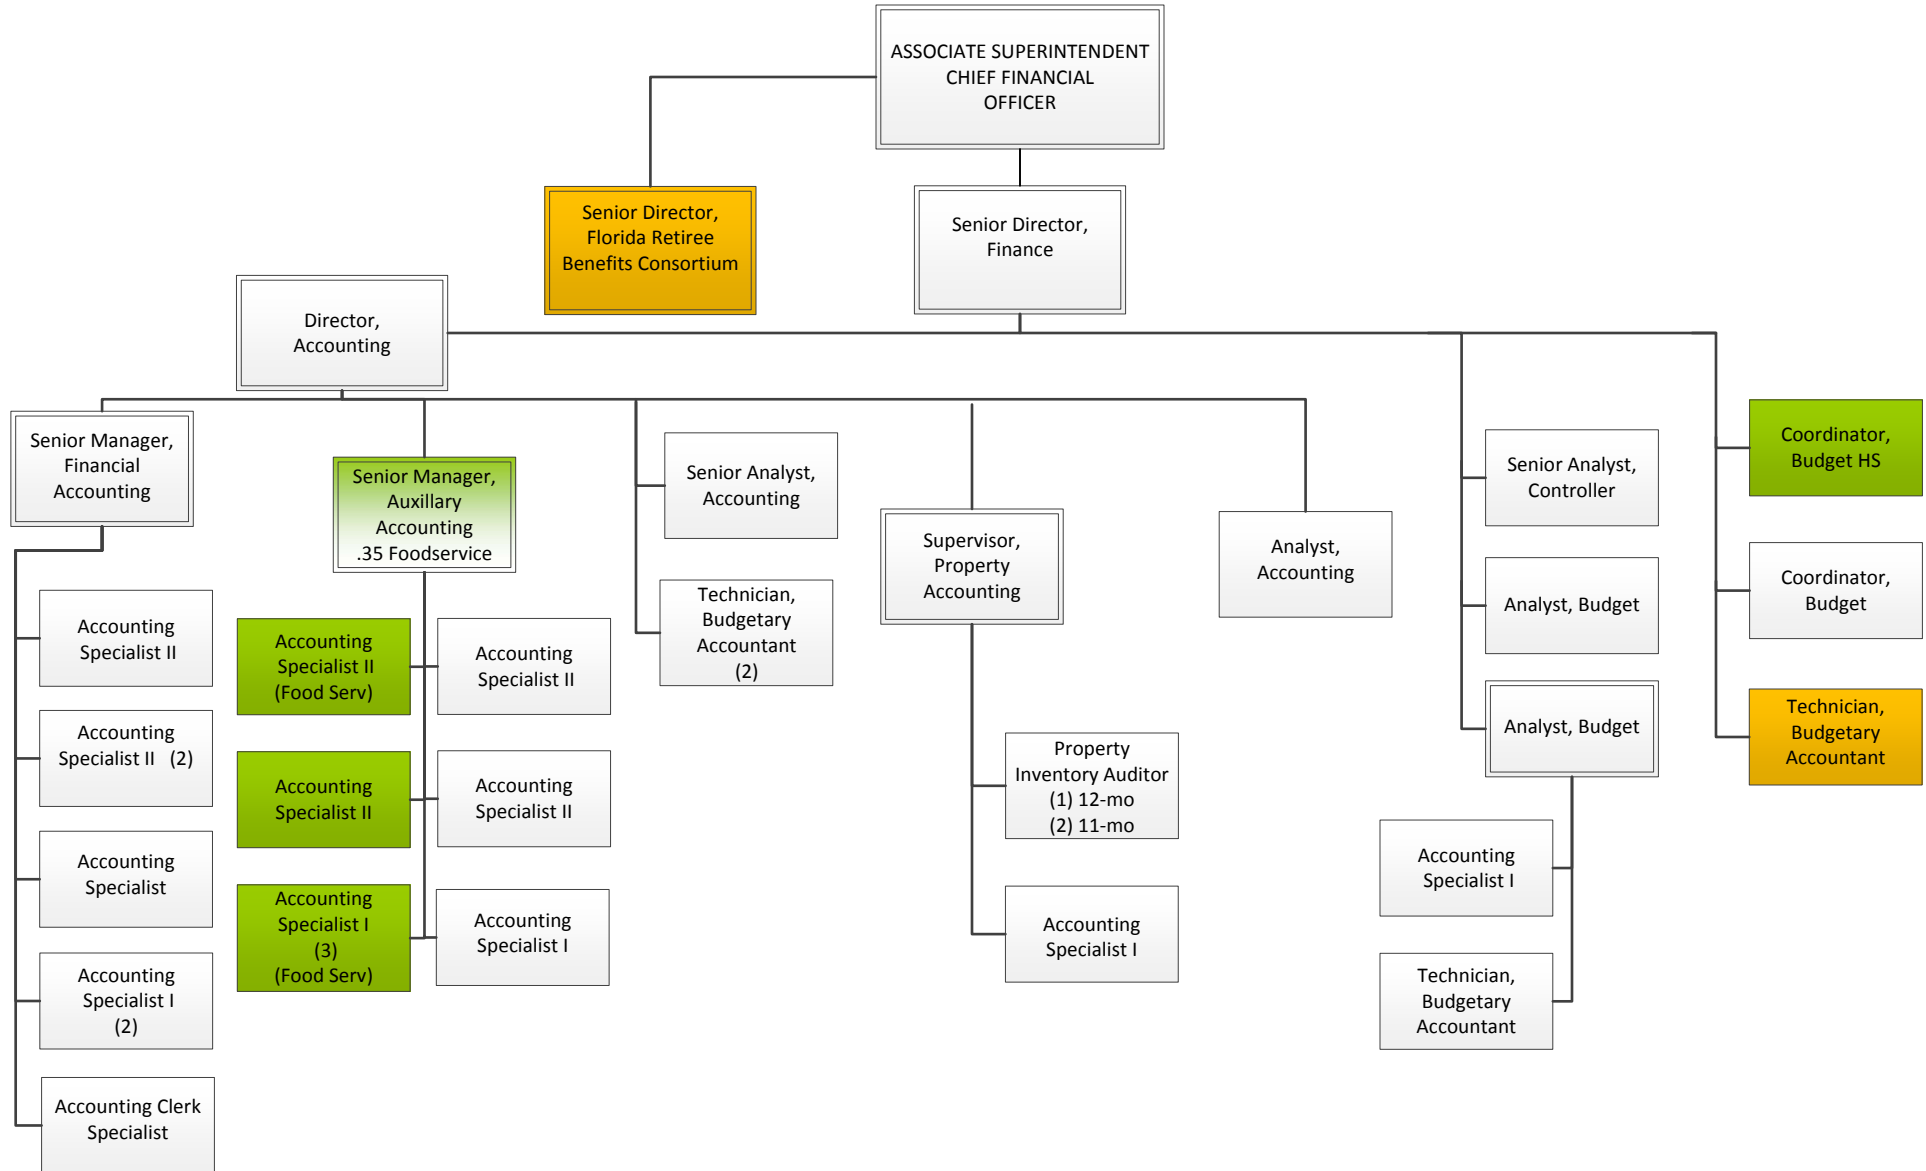 ASSOCIATE SUPERINTENDENT
CHIEF FINANCIAL
OFFICER
Senior Director,
Florida Retiree
Benefits Consortium
Senior Director,
Finance
Director,
Accounting
Senior Manager,
Financial
Accounting
Senior Manager,
Auxillary
Accounting
.35 Foodservice
Senior Analyst,
Accounting
Technician,
Budgetary
Accountant
(2)
Supervisor,
Property
Accounting
Analyst,
Accounting
Senior Analyst,
Controller
Analyst, Budget
Analyst, Budget
Coordinator,
Budget HS
Coordinator,
Budget
Technician,
Budgetary
Accountant
Accounting
Specialist II
Accounting
Specialist II (2)
Accounting
Specialist
Accounting
Specialist I
(2)
Accounting Clerk
Specialist
Accounting
Specialist II
(Food Serv)
Accounting
Specialist II
Accounting
Specialist II
Accounting
Specialist II
Accounting
Specialist I
(3)
(Food Serv)
Accounting
Specialist I
Property
Inventory Auditor
(1) 12-mo
(2) 11-mo
Accounting
Specialist I
Accounting
Specialist I
Technician,
Budgetary
Accountant